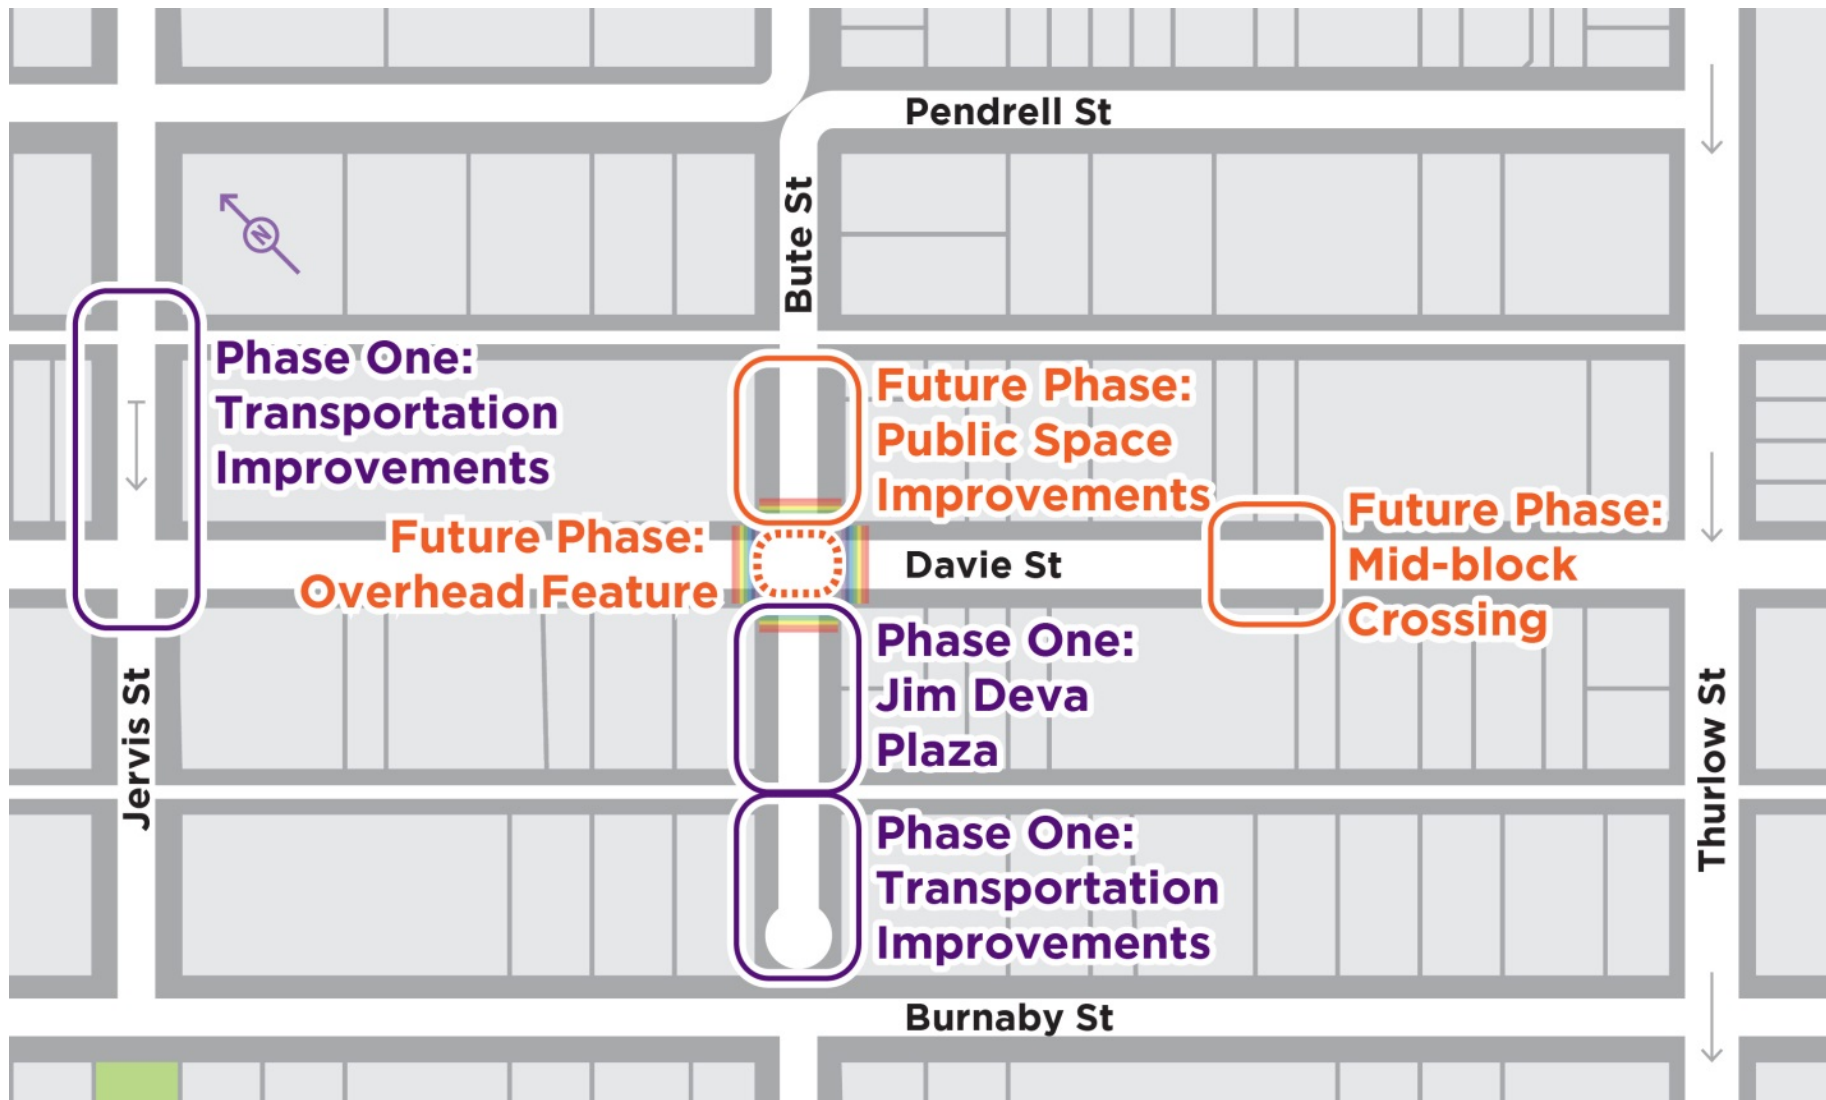 Pendrell St
Bute St
N
Phase One:
Transportation
Improvements
Future Phase:
Public Space
Improvements
Future Phase:
Overhead Feature
Davie St
Future Phase:
Mid-block
Crossing
Phase One:
Jim Deva
Plaza
Jervis St
Thurlow St
Phase One:
Transportation
Improvements
Burnaby St